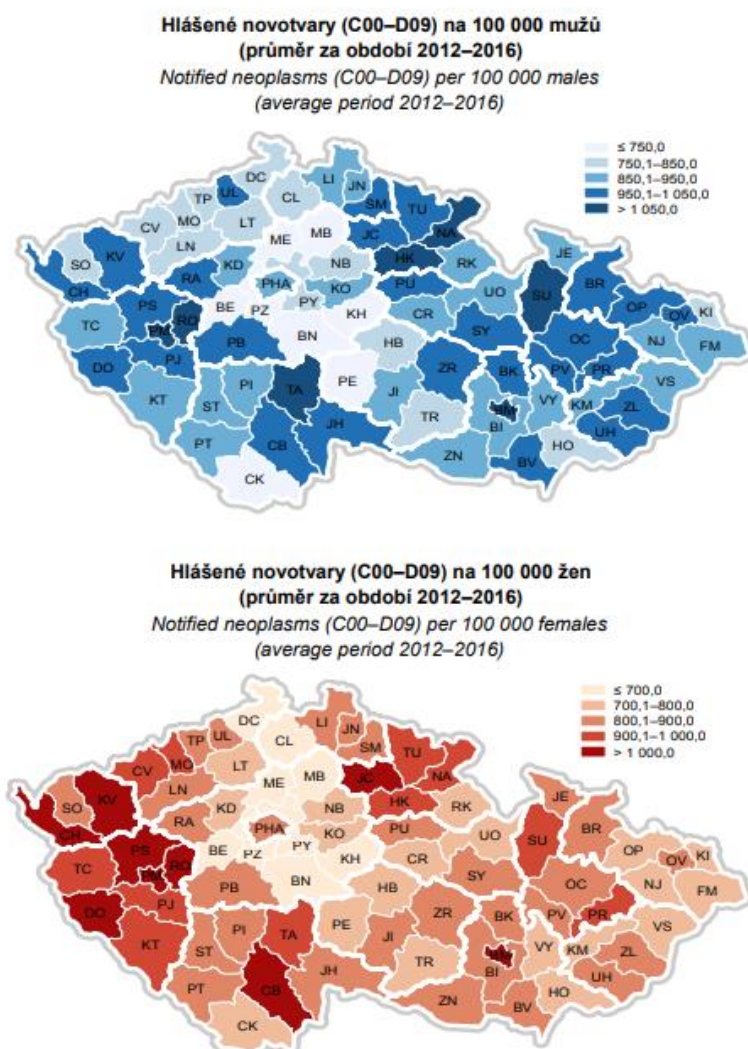 Hlášené novotvary (C00–D09) na 100 000 mužů
(průměr za období 2012–2016)
Notified neoplasms (C00–D09) per 100 000 males
(average period 2012–2016)
≤ 750,0
750,1–850,0
850,1–950,0
950,1–1 050,0
> 1 050,0
DC
LI
JN
TP
UL
CL
SM
TU
CV
MO
LT
LN
ME
MB
JC
NA
SO
KV
HK
JE
RA
KD
NB
RK
CH
PHA
KO
PU
SU
BR
PS
BE
PZ
PY
KH
UO
OP
TC
PM
RO
CR
OV
KI
PB
BN
SY
OC
NJ
FM
DO
PJ
HB
ZR
BK
PV
PR
VS
KT
PI
TA
PE
ST
JI
VY
KM
ZL
BM
BI
TR
PT
JH
UH
CB
HO
ZN
BV
CK
Hlášené novotvary (C00–D09) na 100 000 žen
(průměr za období 2012–2016)
Notified neoplasms (C00–D09) per 100 000 females
(average period 2012–2016)
≤ 700,0
700,1–800,0
800,1–900,0
900,1–1 000,0
> 1 000,0
DC
LI
JN
TP
UL
CL
SM
TU
CV
MO
LT
LN
ME
MB
JC
NA
SO
KV
HK
JE
RA
KD
NB
RK
CH
PHA
KO
PU
SU
BR
PS
BE
PZ
PY
KH
UO
OP
TC
PM
RO
CR
OV
KI
PB
BN
SY
OC
NJ
FM
DO
PJ
HB
ZR
BK
PV
PR
VS
KT
PI
TA
PE
ST
JI
VY
KM
ZL
BM
BI
TR
PT
JH
UH
CB
HO
ZN
BV
CK